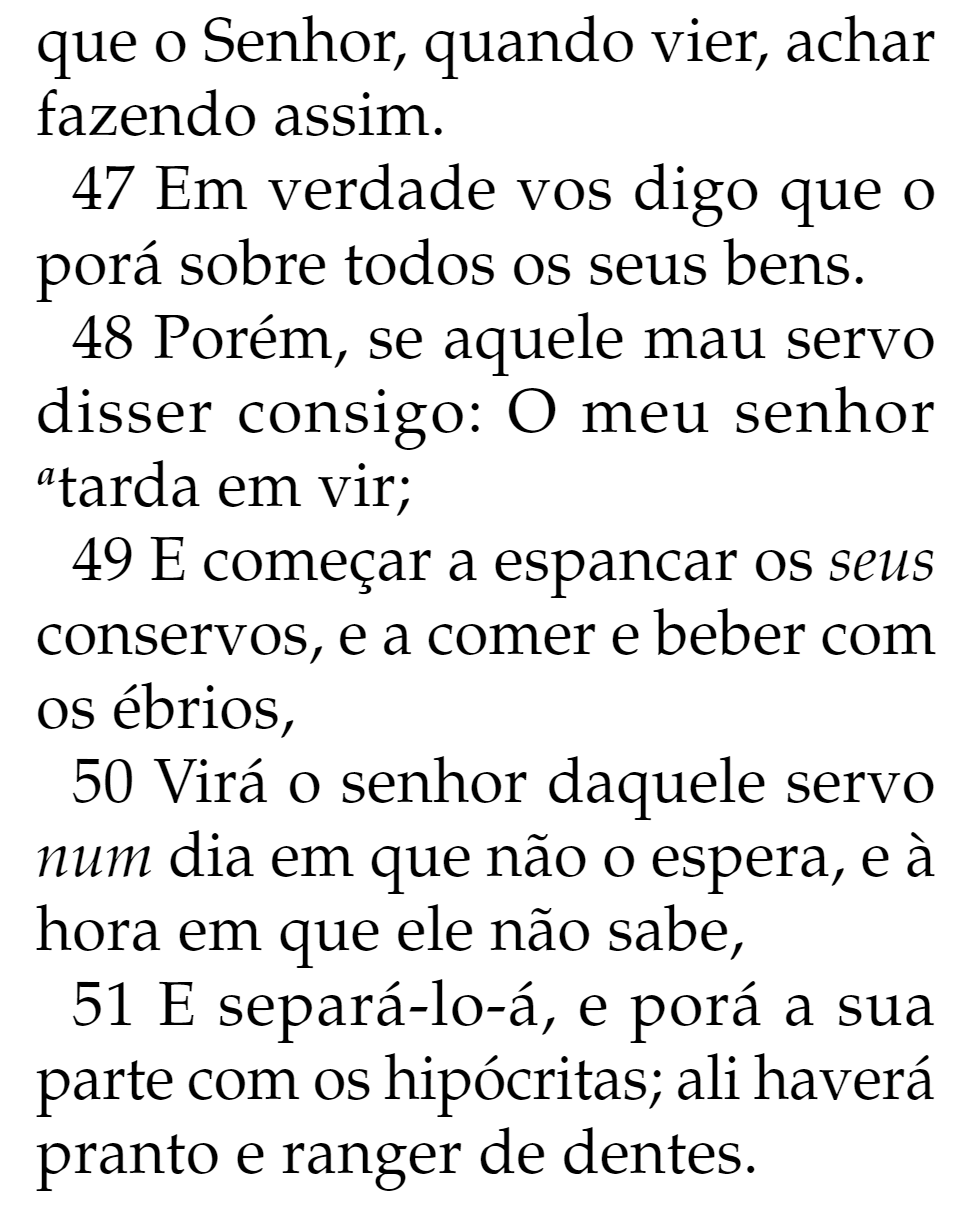 que o Senhor, quando vier, achar
fazendo assim.
47 Em verdade vos digo que o
porá sobre todos os seus bens.
48 Porém, se aquele mau servo
disser consigo: O meu senhor
atarda em vir;
49 E começar a espancar os seus
conservos, e a comer e beber com
os ébrios,
50 Virá o senhor daquele servo
num dia em que não o espera, e à
hora em que ele não sabe,
51 E separá-lo-á, e porá a sua
parte com os hipócritas; ali haverá
pranto e ranger de dentes.